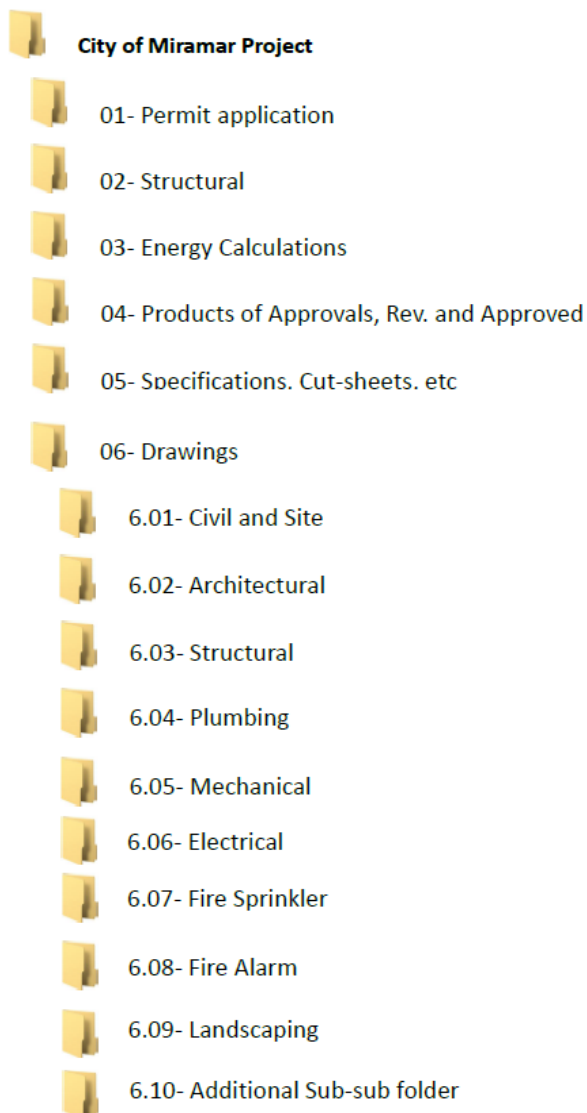 City of Miramar Project
01- Permit application
02- Structural
03- Energy Calculations
04- Products of Approvals, Rev. and Approved
05- Specifications. Cut-sheets. etc
06- Drawings
6.01- Civil and Site
6.02- Architectural
6.03- Structural
6.04- Plumbing
6.05- Mechanical
6.06- Electrical
6.07- Fire Sprinkler
6.08- Fire Alarm
6.09- Landscaping
6.10- Additional Sub-sub folder